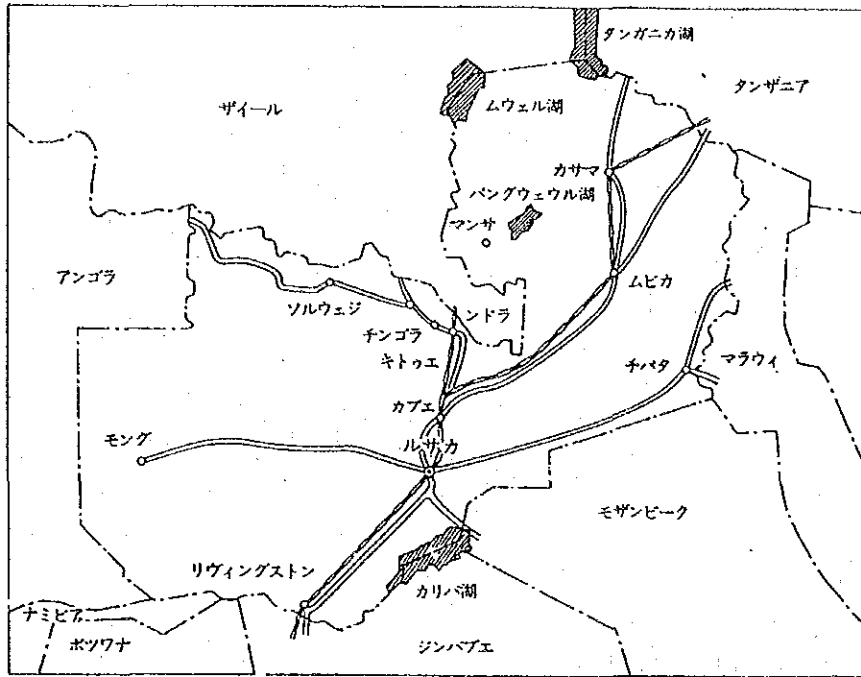 タンガニカ湖
タンザニア
ザイール
ムウェル湖
カサマ
バングウェウル湖
マンサ
アンゴラ
ムピカ
ソルウェジ
ンドラ
チンゴラ
キトゥエ
チパタ
マラウィ
カブエ
モング
ルサカ
モザンビーク
リヴィングストン
カリバ湖
ナミビア
ボツワナ
ジンバブエ